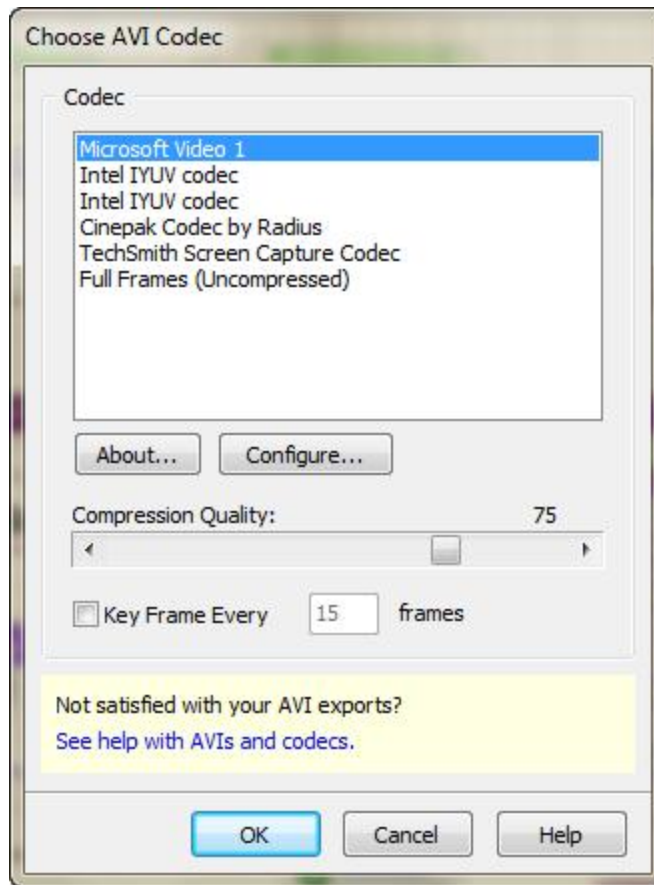 Choose AVI Codec
Codec
Microsoft Video 1
Intel IYUV codec
Intel IYUV codec
Cinepak Codec by Radius
TechSmith Screen Capture Codec
Full Frames (Uncompressed)
About... Configure...
Compression Quality: 75
Key Frame Every 15 frames
Not satisfied with your AVI exports?
See help with AVIs and codecs.
OK Cancel Help